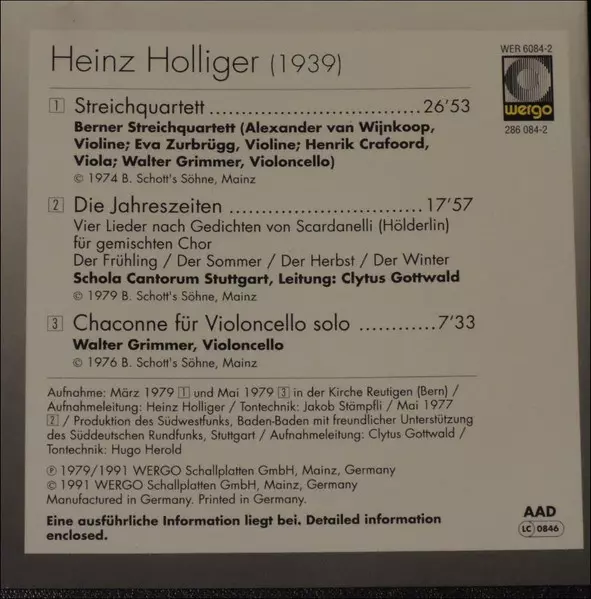 WER 6084-2
Heinz Holliger (1939)
wergo
286 084-2
1 Streichquartett ............................... 26'53
Berner Streichquartett (Alexander van Wijnkoop,
Violine; Eva Zurbrügg, Violine; Henrik Crafoord,
Viola; Walter Grimmer, Violoncello)
© 1974 B. Schott's Söhne, Mainz
2 Die Jahreszeiten ............................ 17'57
Vier Lieder nach Gedichten von Scardanelli (Hölderlin)
für gemischten Chor
Der Frühling / Der Sommer / Der Herbst / Der Winter
Schola Cantorum Stuttgart, Leitung: Clytus Gottwald
© 1979 B. Schott's Söhne, Mainz
3 Chaconne für Violoncello solo ............ 7'33
Walter Grimmer, Violoncello
© 1976 B. Schott's Söhne, Mainz
Aufnahme: März 1979 1 und Mai 1979 3 in der Kirche Reutigen (Bern) /
Aufnahmeleitung: Heinz Holliger / Tontechnik: Jakob Stämpfli / Mai 1977
2 / Produktion des Südwestfunks, Baden-Baden mit freundlicher Unterstützung
des Süddeutschen Rundfunks, Stuttgart / Aufnahmeleitung: Clytus Gottwald /
Tontechnik: Hugo Herold
℗ 1979/1991 WERGO Schallplatten GmbH, Mainz, Germany
© 1991 WERGO Schallplatten GmbH, Mainz, Germany
Manufactured in Germany. Printed in Germany.
Eine ausführliche Information liegt bei. Detailed information
enclosed.
AAD
LC 0846